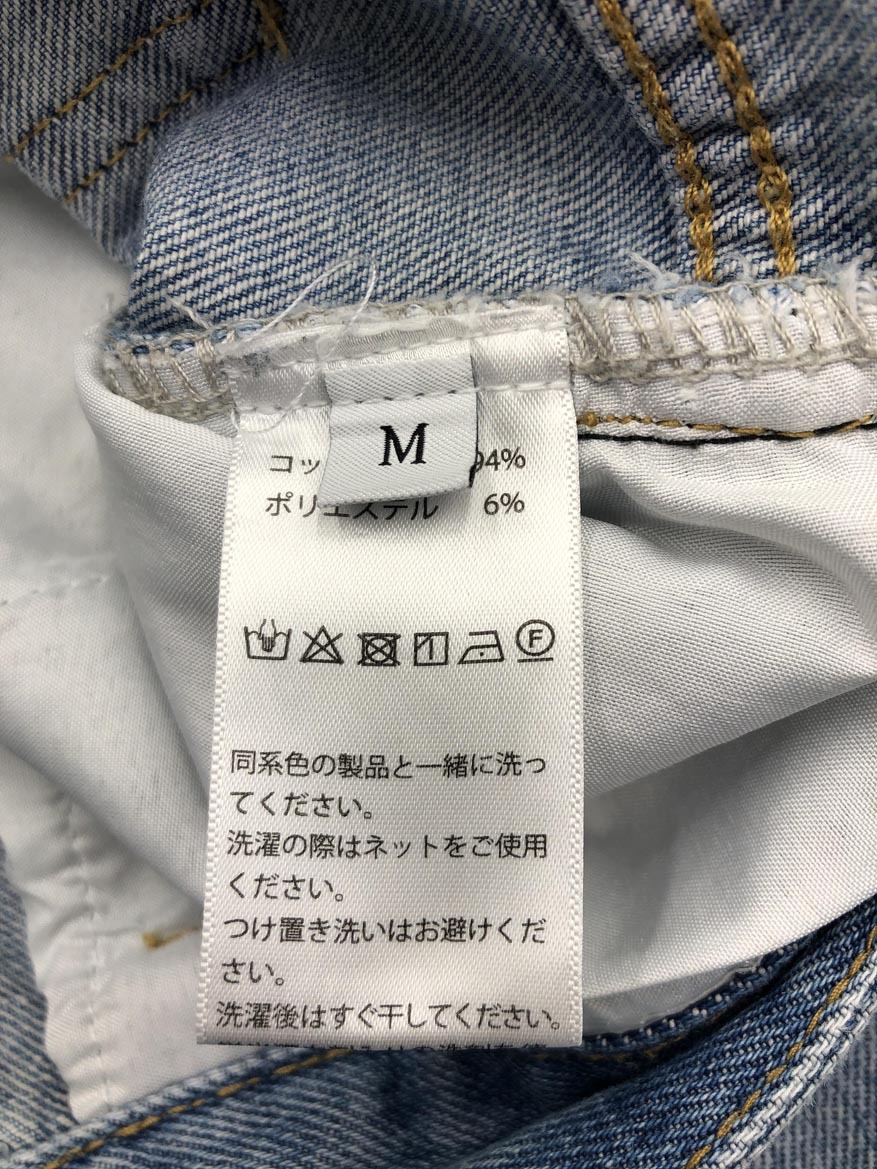 M
コッ 94%
ポリエステル 6%
F
同系色の製品と一緒に洗っ
てください。
洗濯の際はネットをご使用
ください。
つけ置き洗いはお避けくだ
さい。
洗濯後はすぐ干してください。